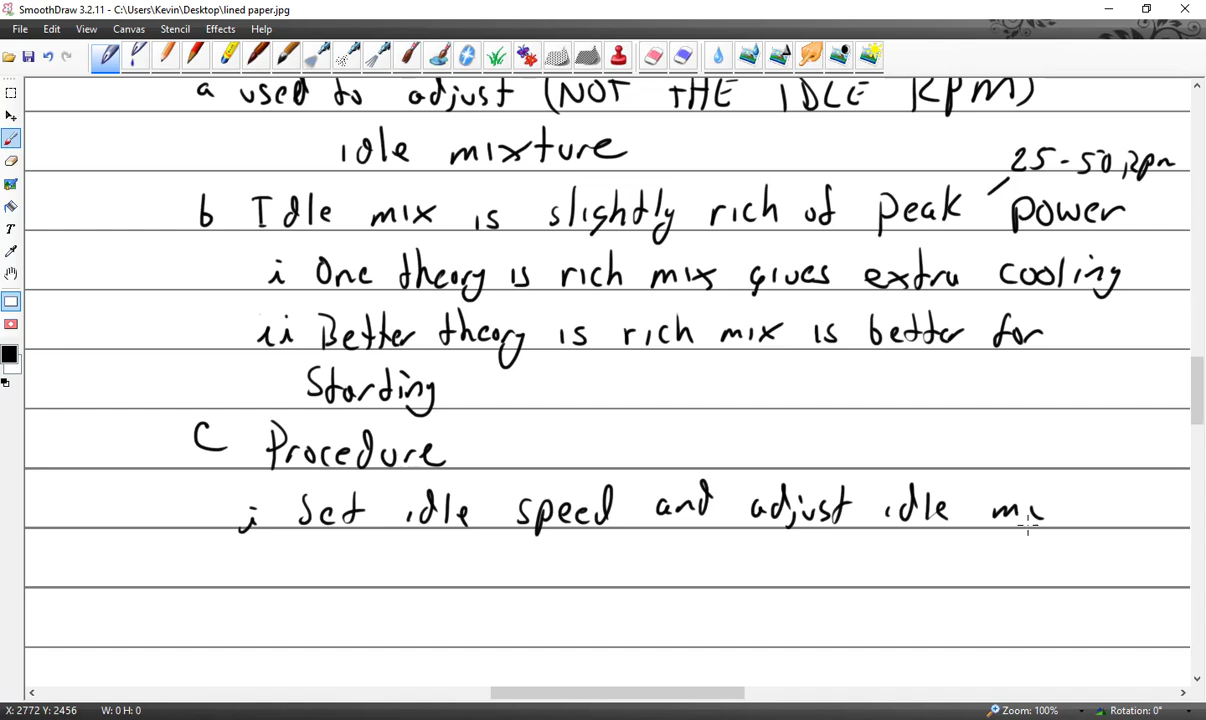 SmoothDraw 3.2.11 - C:\Users\Kevin\Desktop\lined paper.jpg
File Edit View Canvas Stencil Effects Help
a used to adjust (NOT THE IDLE RPM)
idle mixture
25-50 rpm
b Idle mix is slightly rich of peak power
i One theory is rich mix gives extra cooling
ii Better theory is rich mix is better for
Starting
C Procedure
i Set idle speed and adjust idle mi
X: 2772 Y: 2456 W: 0 H: 0 Zoom: 100% Rotation: 0°